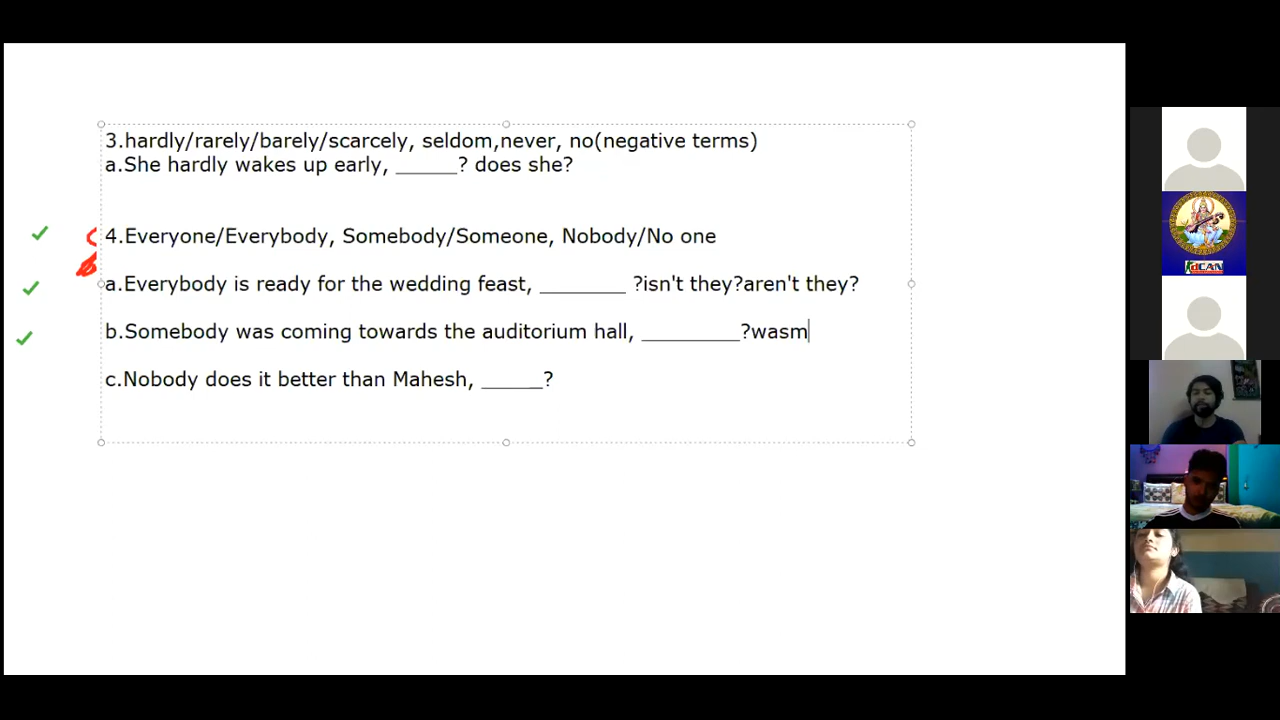 3.hardly/rarely/barely/scarcely, seldom,never, no(negative terms)
a.She hardly wakes up early, ______? does she?
4.Everyone/Everybody, Somebody/Someone, Nobody/No one
a.Everybody is ready for the wedding feast, ________ ?isn't they?aren't they?
b.Somebody was coming towards the auditorium hall, _________?wasm
c.Nobody does it better than Mahesh, _____?